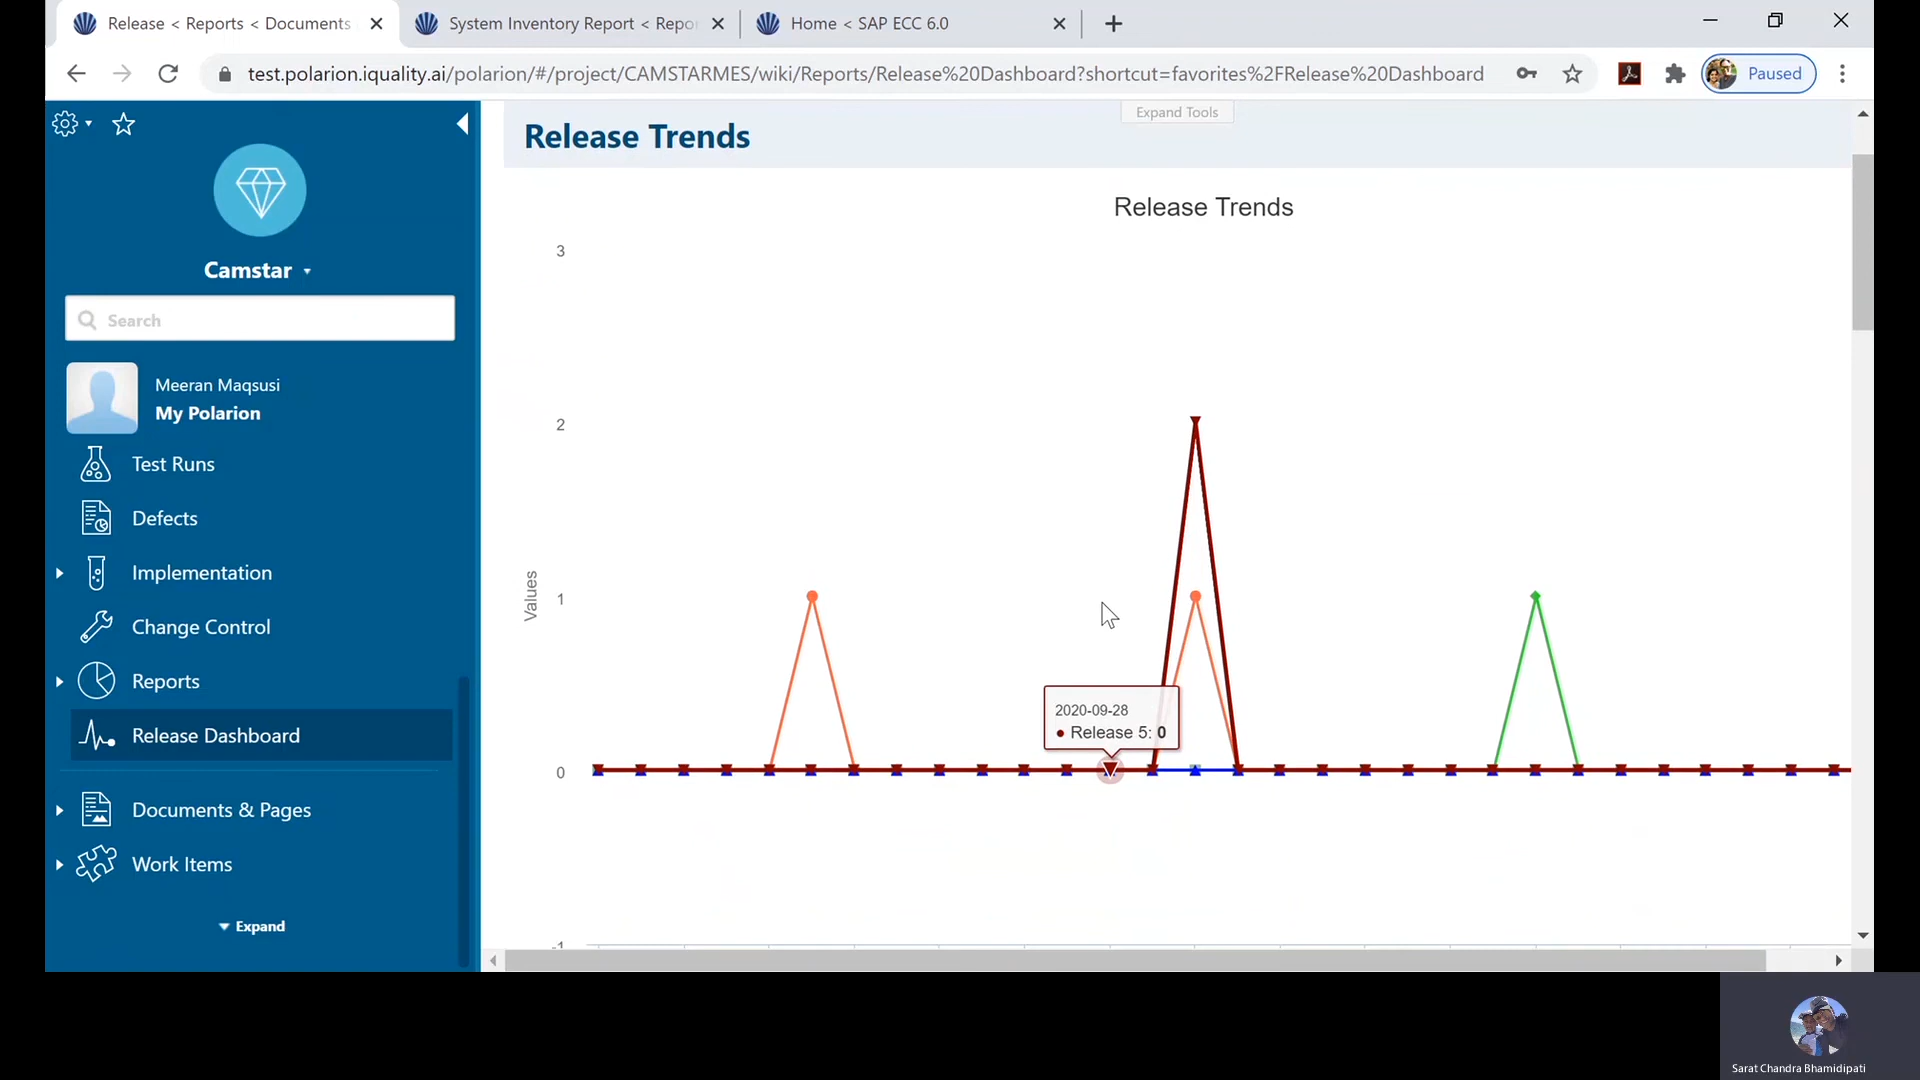 Release < Reports < Documents
System Inventory Report < Repo
Home < SAP ECC 6.0
test.polarion.iquality.ai/polarion/#/project/CAMSTARMES/wiki/Reports/Release%20Dashboard?shortcut=favorites%2FRelease%20Dashboard
Paused
Expand Tools
Release Trends
Camstar
Search
Meeran Maqsusi
My Polarion
Test Runs
Defects
Implementation
Change Control
Reports
Release Dashboard
Documents & Pages
Work Items
Expand
Release Trends
3
2
1
0
-1
Values
2020-09-28
Release 5: 0
Sarat Chandra Bhamidipati